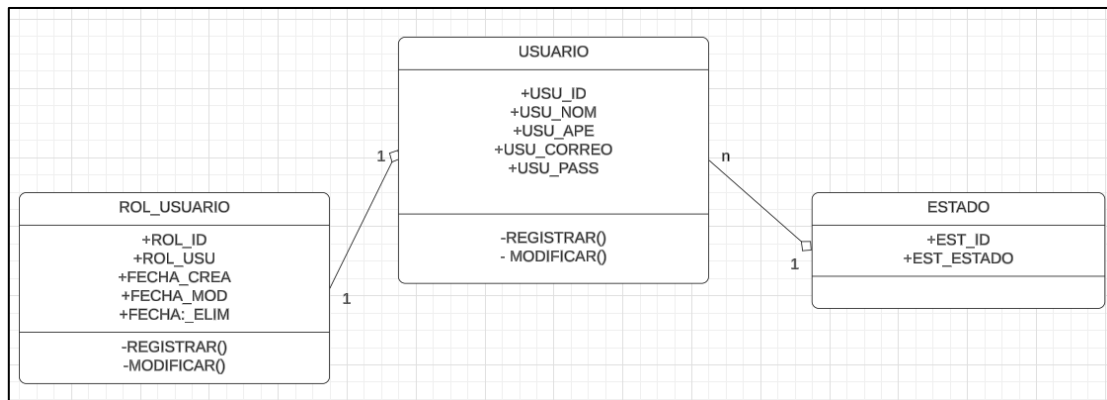 USUARIO
+USU_ID
+USU_NOM
+USU_APE
+USU_CORREO
+USU_PASS
-REGISTRAR()
- MODIFICAR()
1
n
ROL_USUARIO
+ROL_ID
+ROL_USU
+FECHA_CREA
+FECHA_MOD
+FECHA:_ELIM
-REGISTRAR()
-MODIFICAR()
1
ESTADO
+EST_ID
+EST_ESTADO
1